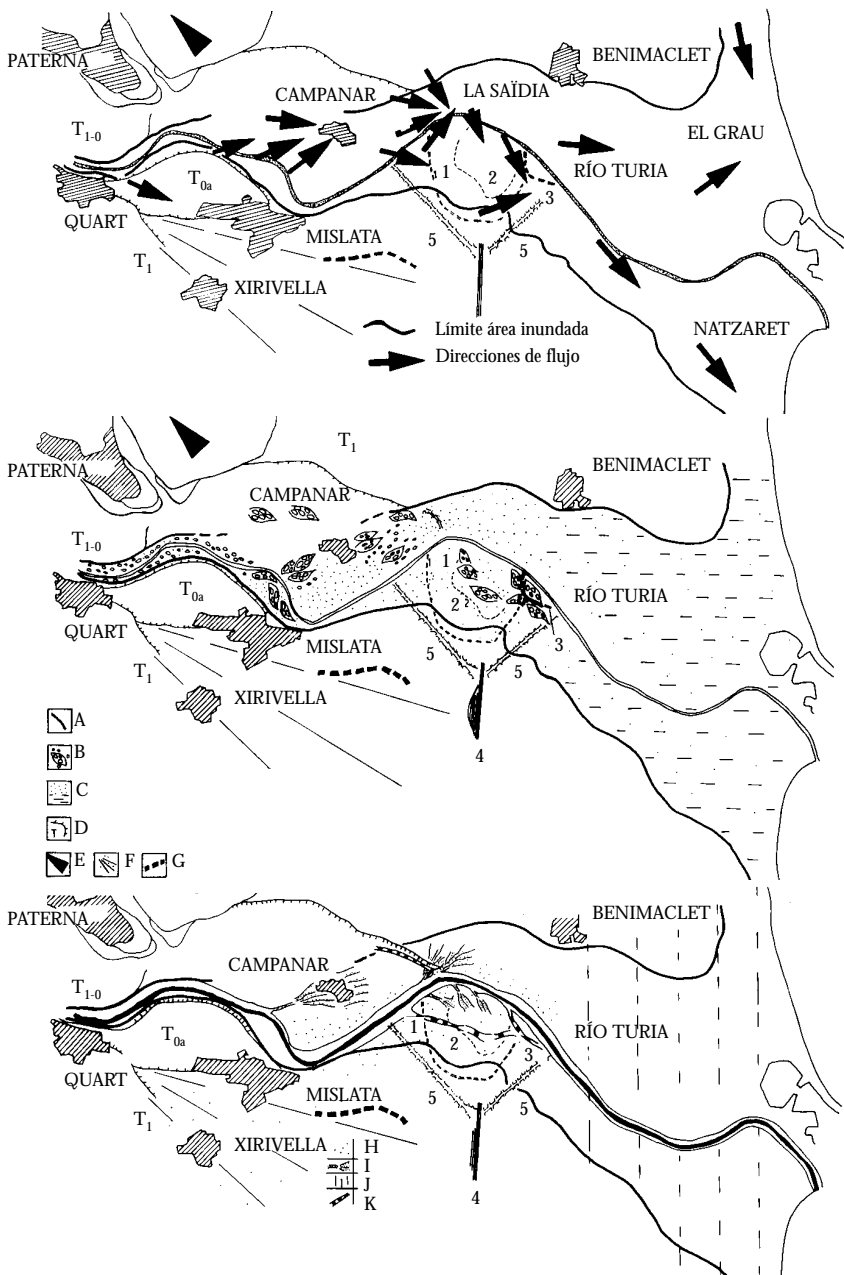 PATERNA
BENIMACLET
CAMPANAR
LA SAÏDIA
T1-0
EL GRAU
T0a
1
2
RÍO TURIA
QUART
3
MISLATA
5
5
T1
XIRIVELLA
Límite área inundada
NATZARET
Direcciones de flujo
T1
PATERNA
BENIMACLET
CAMPANAR
T1-0
1
T0a
RÍO TURIA
2
QUART
3
MISLATA
5
5
T1
XIRIVELLA
A
4
B
C
D
E F G
PATERNA
BENIMACLET
CAMPANAR
T1-0
RÍO TURIA
T0a
1
2
3
QUART
MISLATA
5
5
T1
XIRIVELLA
H
I
J
4
K